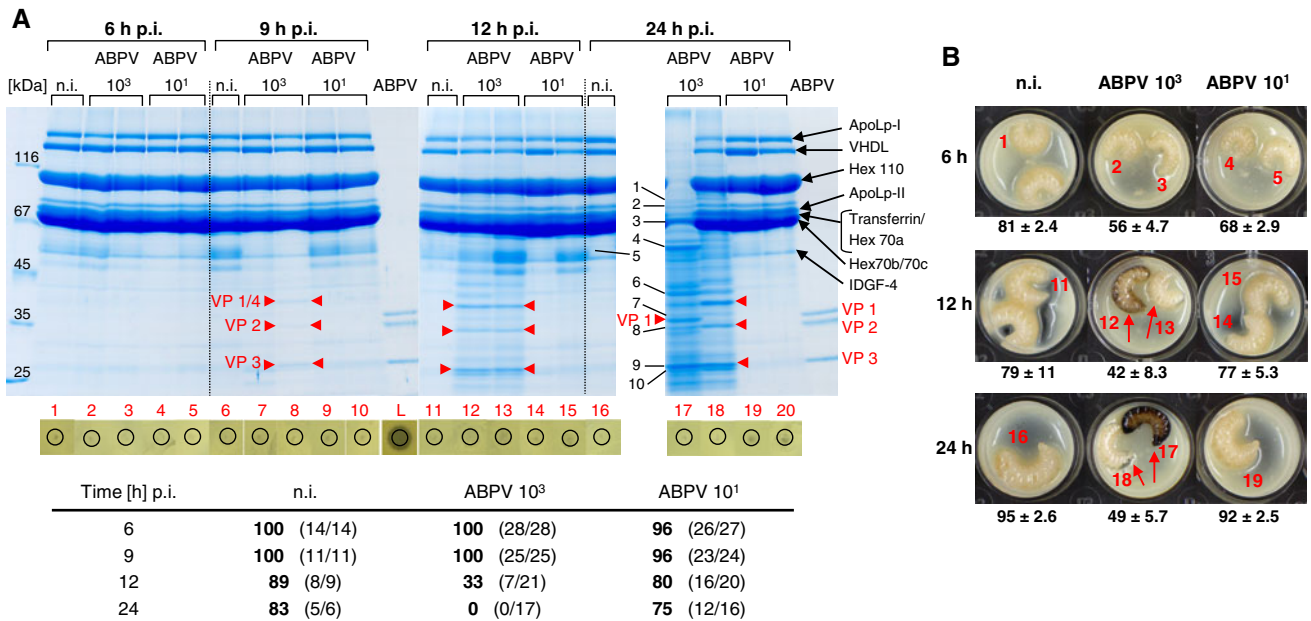 A
6 h p.i. 9 h p.i. 12 h p.i. 24 h p.i.
ABPV ABPV ABPV ABPV ABPV ABPV ABPV
[kDa] n.i. 10³ 10¹ n.i. 10³ 10¹ ABPV n.i. 10³ 10¹ n.i. 10³ 10¹ ABPV
116
67
45
35
25
VP 1/4
VP 2
VP 3
1
2
3
4
5
6
7
VP 1
8
9
10
ApoLp-I
VHDL
Hex 110
ApoLp-II
Transferrin/
Hex 70a
Hex70b/70c
IDGF-4
VP 1
VP 2
VP 3
1 2 3 4 5 6 7 8 9 10 L 11 12 13 14 15 16 17 18 19 20
Time [h] p.i. n.i. ABPV 10³ ABPV 10¹
6 100 (14/14) 100 (28/28) 96 (26/27)
9 100 (11/11) 100 (25/25) 96 (23/24)
12 89 (8/9) 33 (7/21) 80 (16/20)
24 83 (5/6) 0 (0/17) 75 (12/16)
B
n.i. ABPV 10³ ABPV 10¹
6 h
1 2 3 4 5
81 ± 2.4 56 ± 4.7 68 ± 2.9
12 h
11 12 13 14 15
79 ± 11 42 ± 8.3 77 ± 5.3
24 h
16 18 17 19
95 ± 2.6 49 ± 5.7 92 ± 2.5